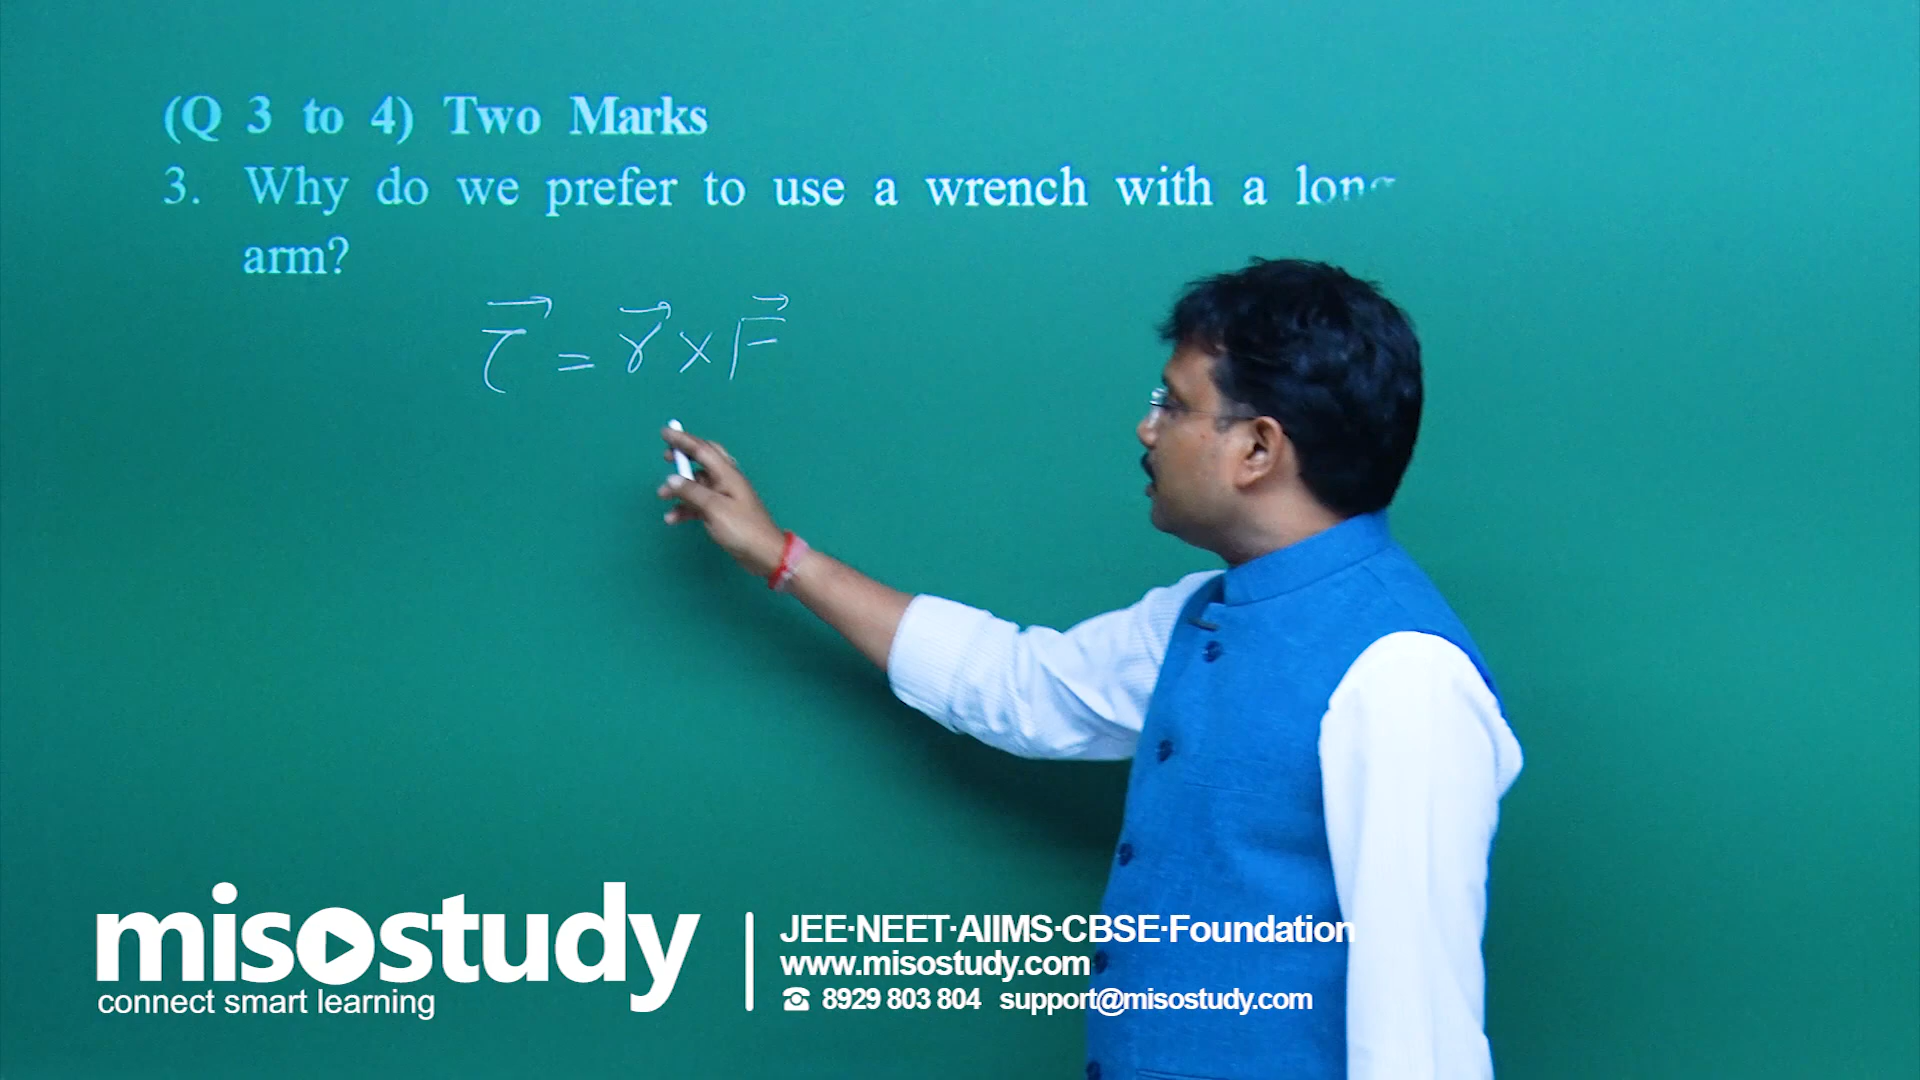 (Q 3 to 4) Two Marks
3. Why do we prefer to use a wrench with a long
arm?
τ⃗ = r⃗ × F⃗
misostudy
connect smart learning
JEE·NEET·AIIMS·CBSE·Foundation
www.misostudy.com
☎ 8929 803 804 support@misostudy.com